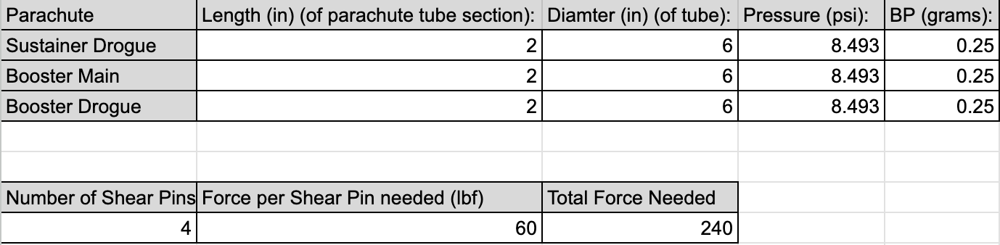 Parachute Length (in) (of parachute tube section): Diamter (in) (of tube): Pressure (psi): BP (grams):
Sustainer Drogue 2 6 8.493 0.25
Booster Main 2 6 8.493 0.25
Booster Drogue 2 6 8.493 0.25
Number of Shear Pins Force per Shear Pin needed (lbf) Total Force Needed
4 60 240